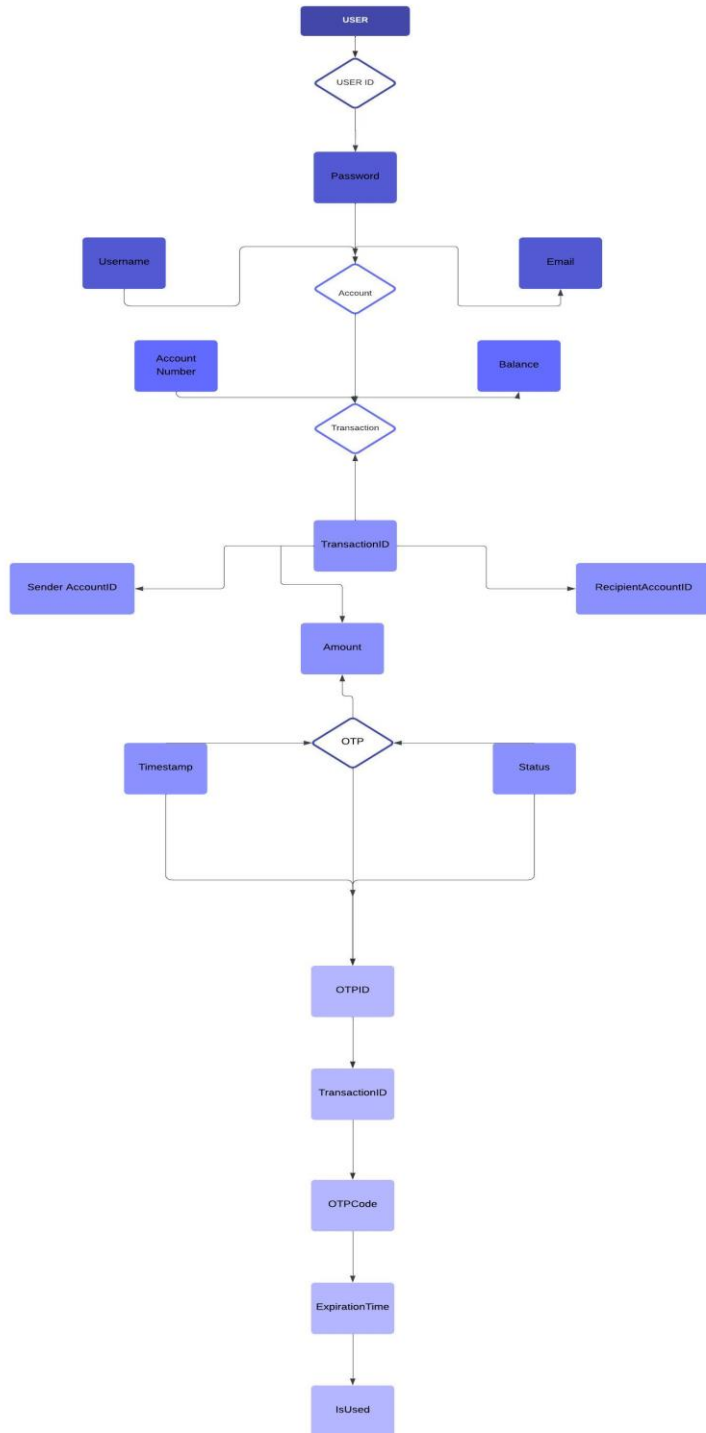 USER
USER ID
Password
Username
Email
Account
Account
Number
Balance
Transaction
TransactionID
Sender AccountID
RecipientAccountID
Amount
OTP
Timestamp
Status
OTPID
TransactionID
OTPCode
ExpirationTime
IsUsed